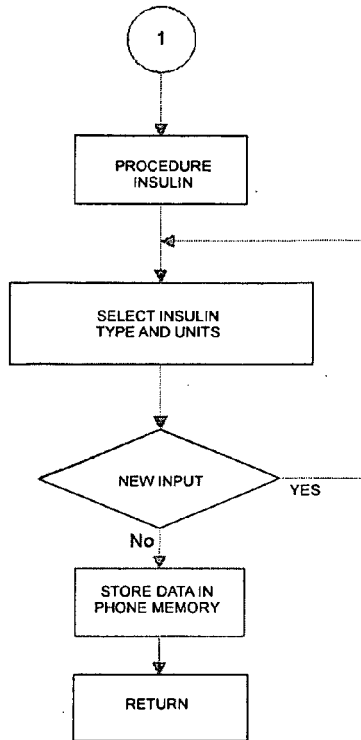 1
PROCEDURE
INSULIN
SELECT INSULIN
TYPE AND UNITS
NEW INPUT
YES
No
STORE DATA IN
PHONE MEMORY
RETURN